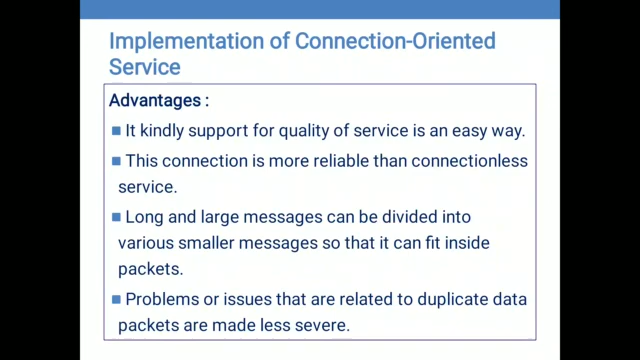 Implementation of Connection-Oriented
Service
Advantages :
■ It kindly support for quality of service is an easy way.
■ This connection is more reliable than connectionless
service.
■ Long and large messages can be divided into
various smaller messages so that it can fit inside
packets.
■ Problems or issues that are related to duplicate data
packets are made less severe.